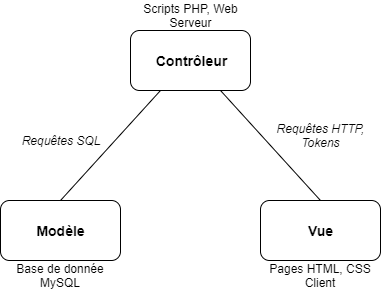 Scripts PHP, Web
Serveur
Contrôleur
Requêtes SQL
Requêtes HTTP,
Tokens
Modèle
Vue
Base de donnée
MySQL
Pages HTML, CSS
Client